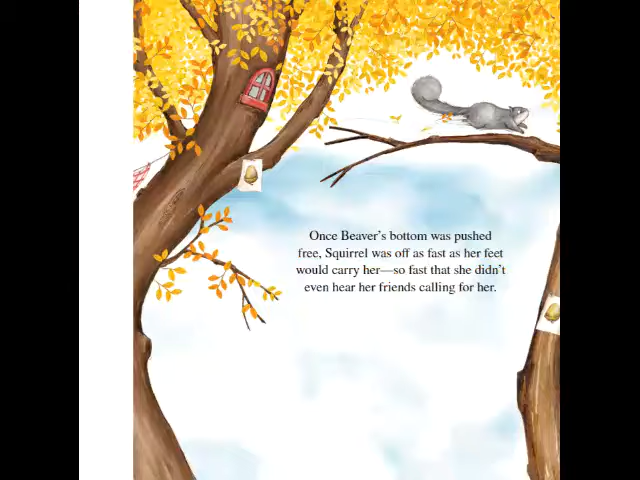 Once Beaver’s bottom was pushed
free, Squirrel was off as fast as her feet
would carry her—so fast that she didn’t
even hear her friends calling for her.